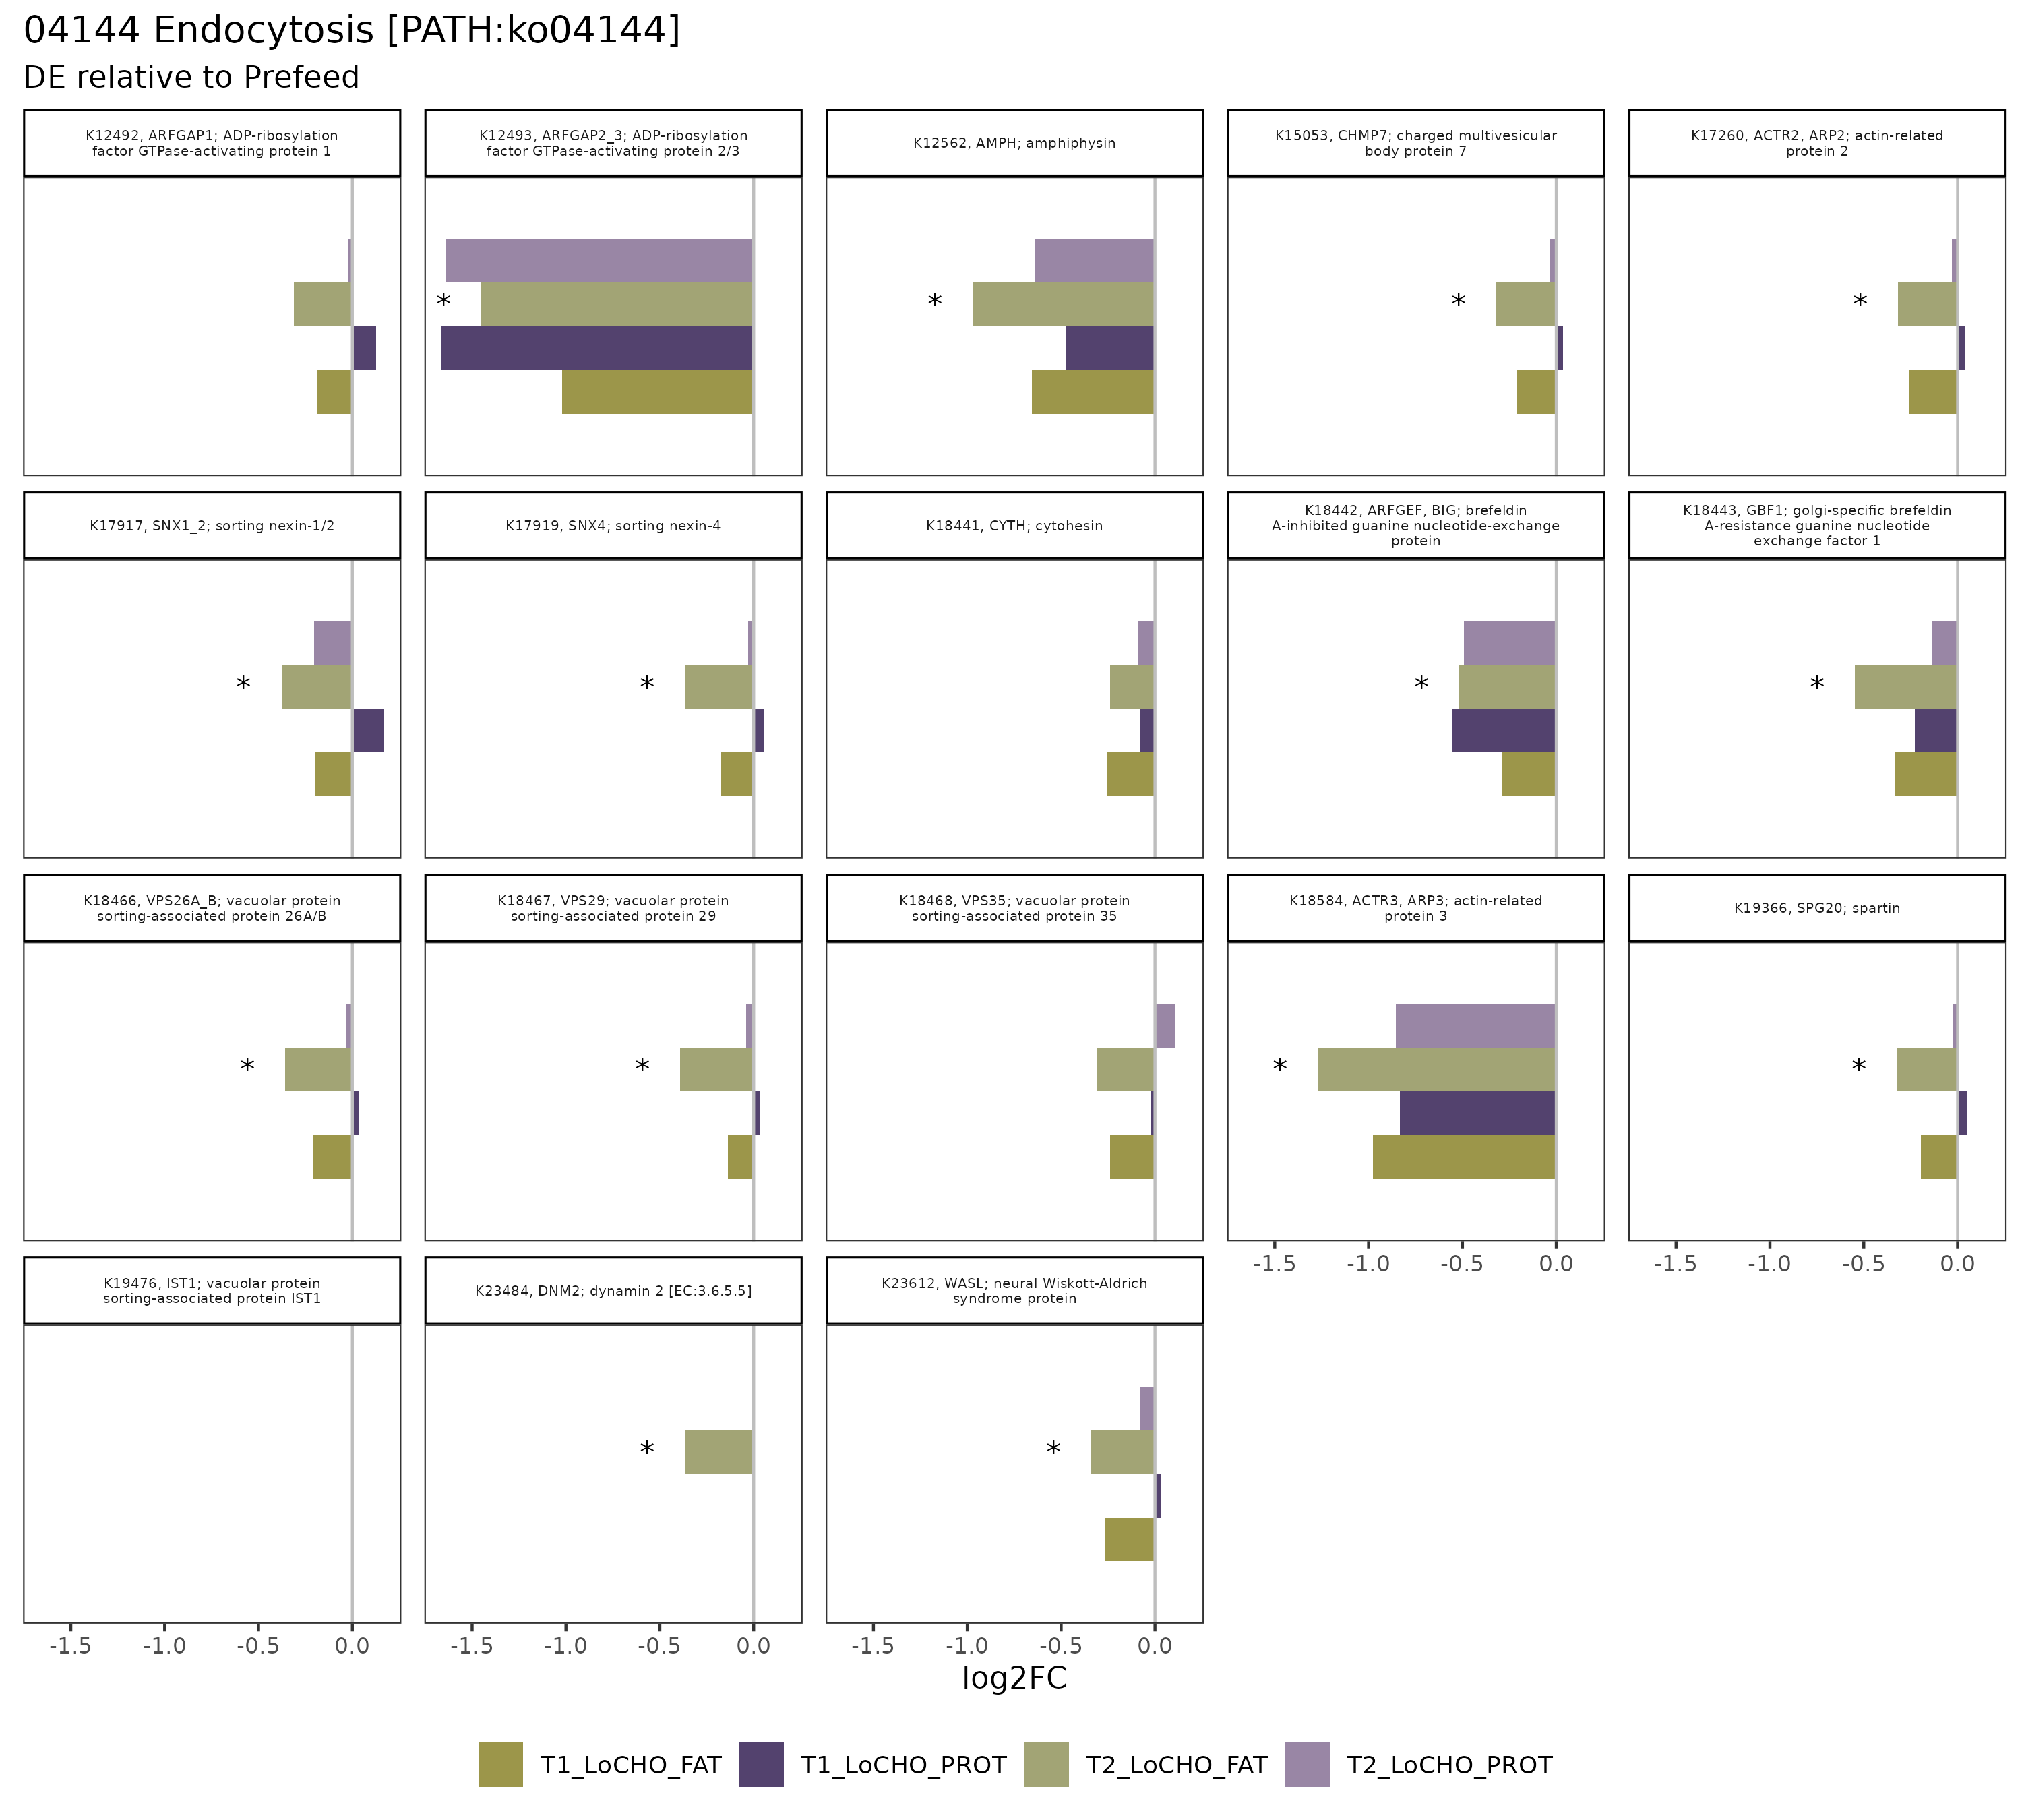 04144 Endocytosis [PATH:ko04144]
DE relative to Prefeed
K12492, ARFGAP1; ADP-ribosylation
factor GTPase-activating protein 1
K12493, ARFGAP2_3; ADP-ribosylation
factor GTPase-activating protein 2/3
K12562, AMPH; amphiphysin
K15053, CHMP7; charged multivesicular
body protein 7
K17260, ACTR2, ARP2; actin-related
protein 2
*
*
*
*
K17917, SNX1_2; sorting nexin-1/2
K17919, SNX4; sorting nexin-4
K18441, CYTH; cytohesin
K18442, ARFGEF, BIG; brefeldin
A-inhibited guanine nucleotide-exchange
protein
K18443, GBF1; golgi-specific brefeldin
A-resistance guanine nucleotide
exchange factor 1
*
*
*
*
K18466, VPS26A_B; vacuolar protein
sorting-associated protein 26A/B
K18467, VPS29; vacuolar protein
sorting-associated protein 29
K18468, VPS35; vacuolar protein
sorting-associated protein 35
K18584, ACTR3, ARP3; actin-related
protein 3
K19366, SPG20; spartin
*
*
*
*
-1.5 -1.0 -0.5 0.0
-1.5 -1.0 -0.5 0.0
K19476, IST1; vacuolar protein
sorting-associated protein IST1
K23484, DNM2; dynamin 2 [EC:3.6.5.5]
K23612, WASL; neural Wiskott-Aldrich
syndrome protein
*
*
-1.5 -1.0 -0.5 0.0
-1.5 -1.0 -0.5 0.0
-1.5 -1.0 -0.5 0.0
log2FC
T1_LoCHO_FAT T1_LoCHO_PROT T2_LoCHO_FAT T2_LoCHO_PROT